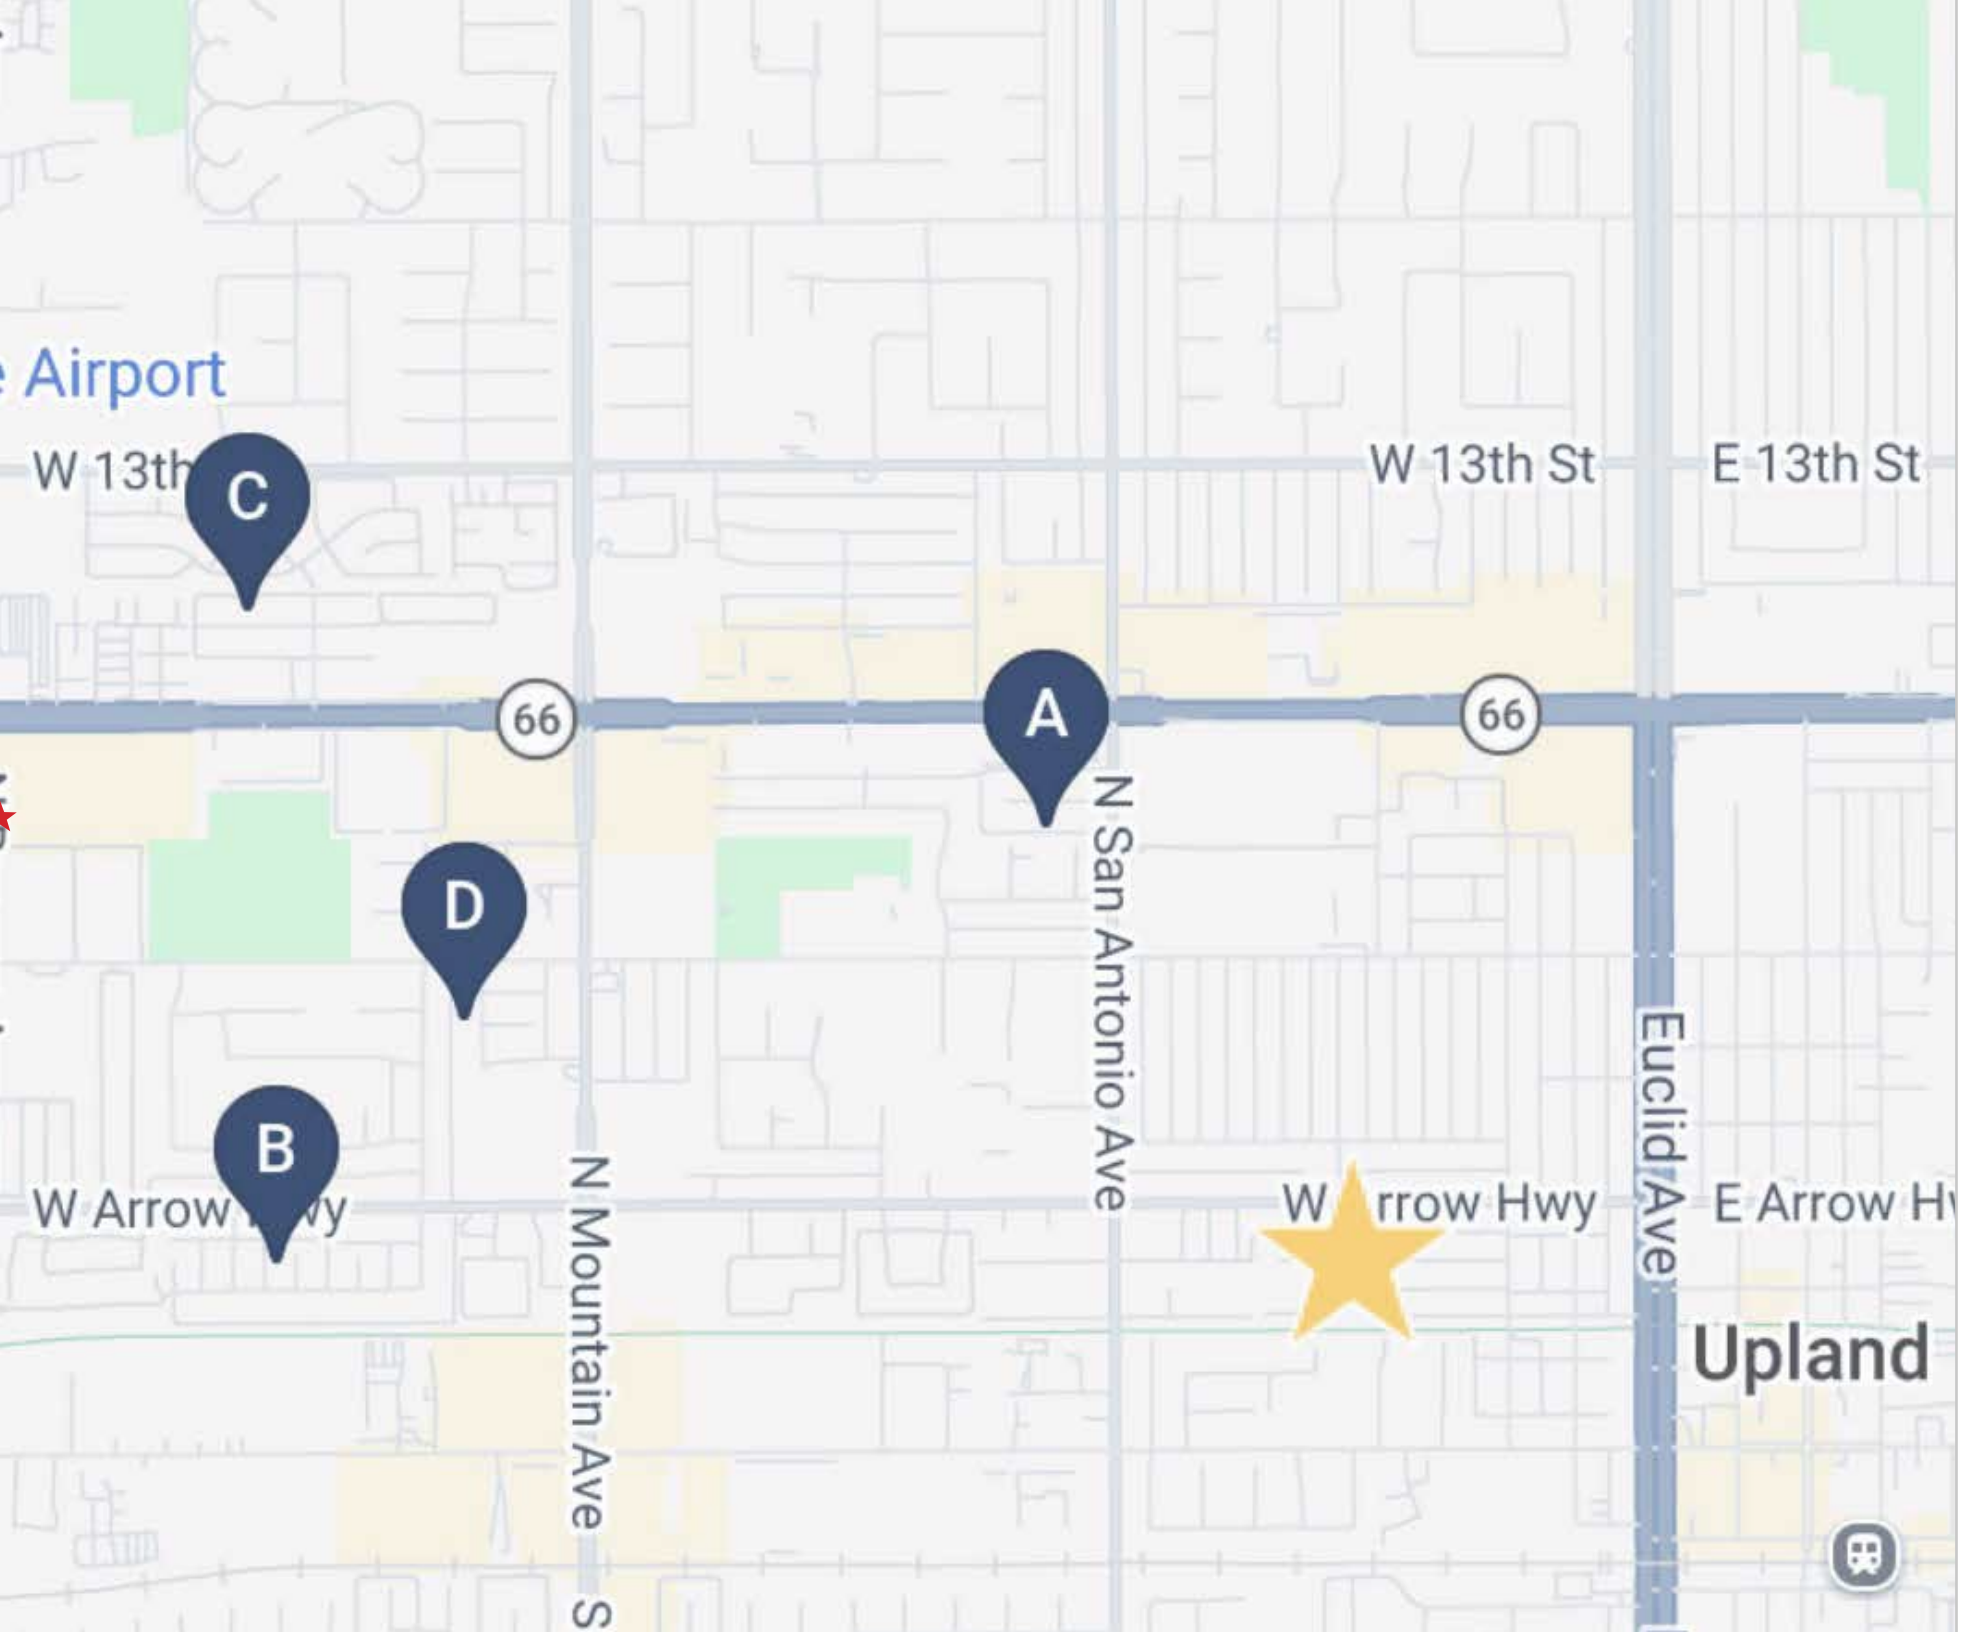 Airport
W 13th
C
W 13th St
E 13th St
66
A
66
N San Antonio Ave
D
Euclid Ave
B
W Arrow wy
N Mountain Ave
W rrow Hwy
E Arrow H
Upland
S